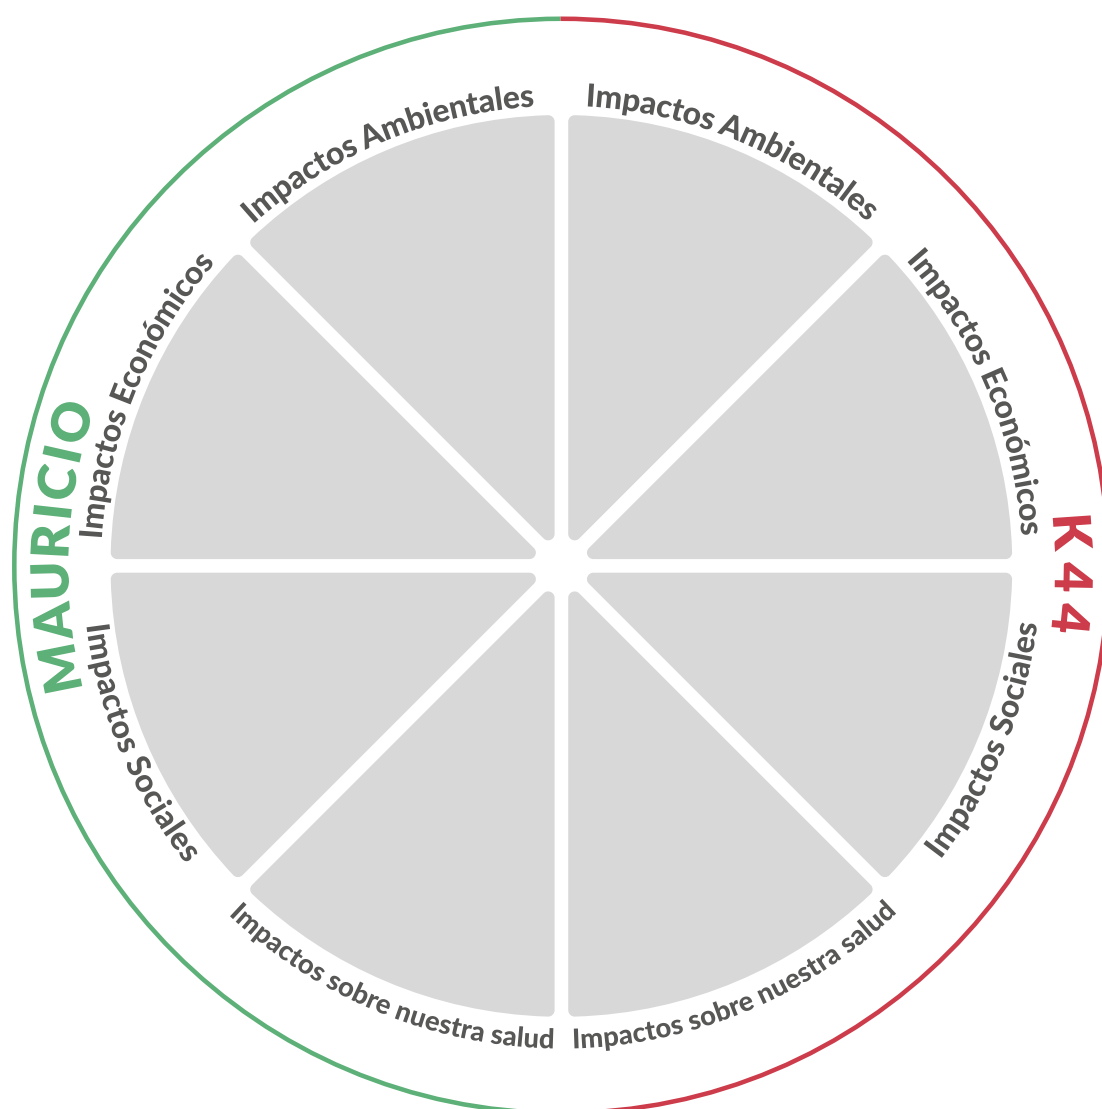 Impactos Ambientales
Impactos Ambientales
Impactos Económicos
Impactos Económicos
MAURICIO
K44
Impactos Sociales
Impactos Sociales
Impactos sobre nuestra salud
Impactos sobre nuestra salud